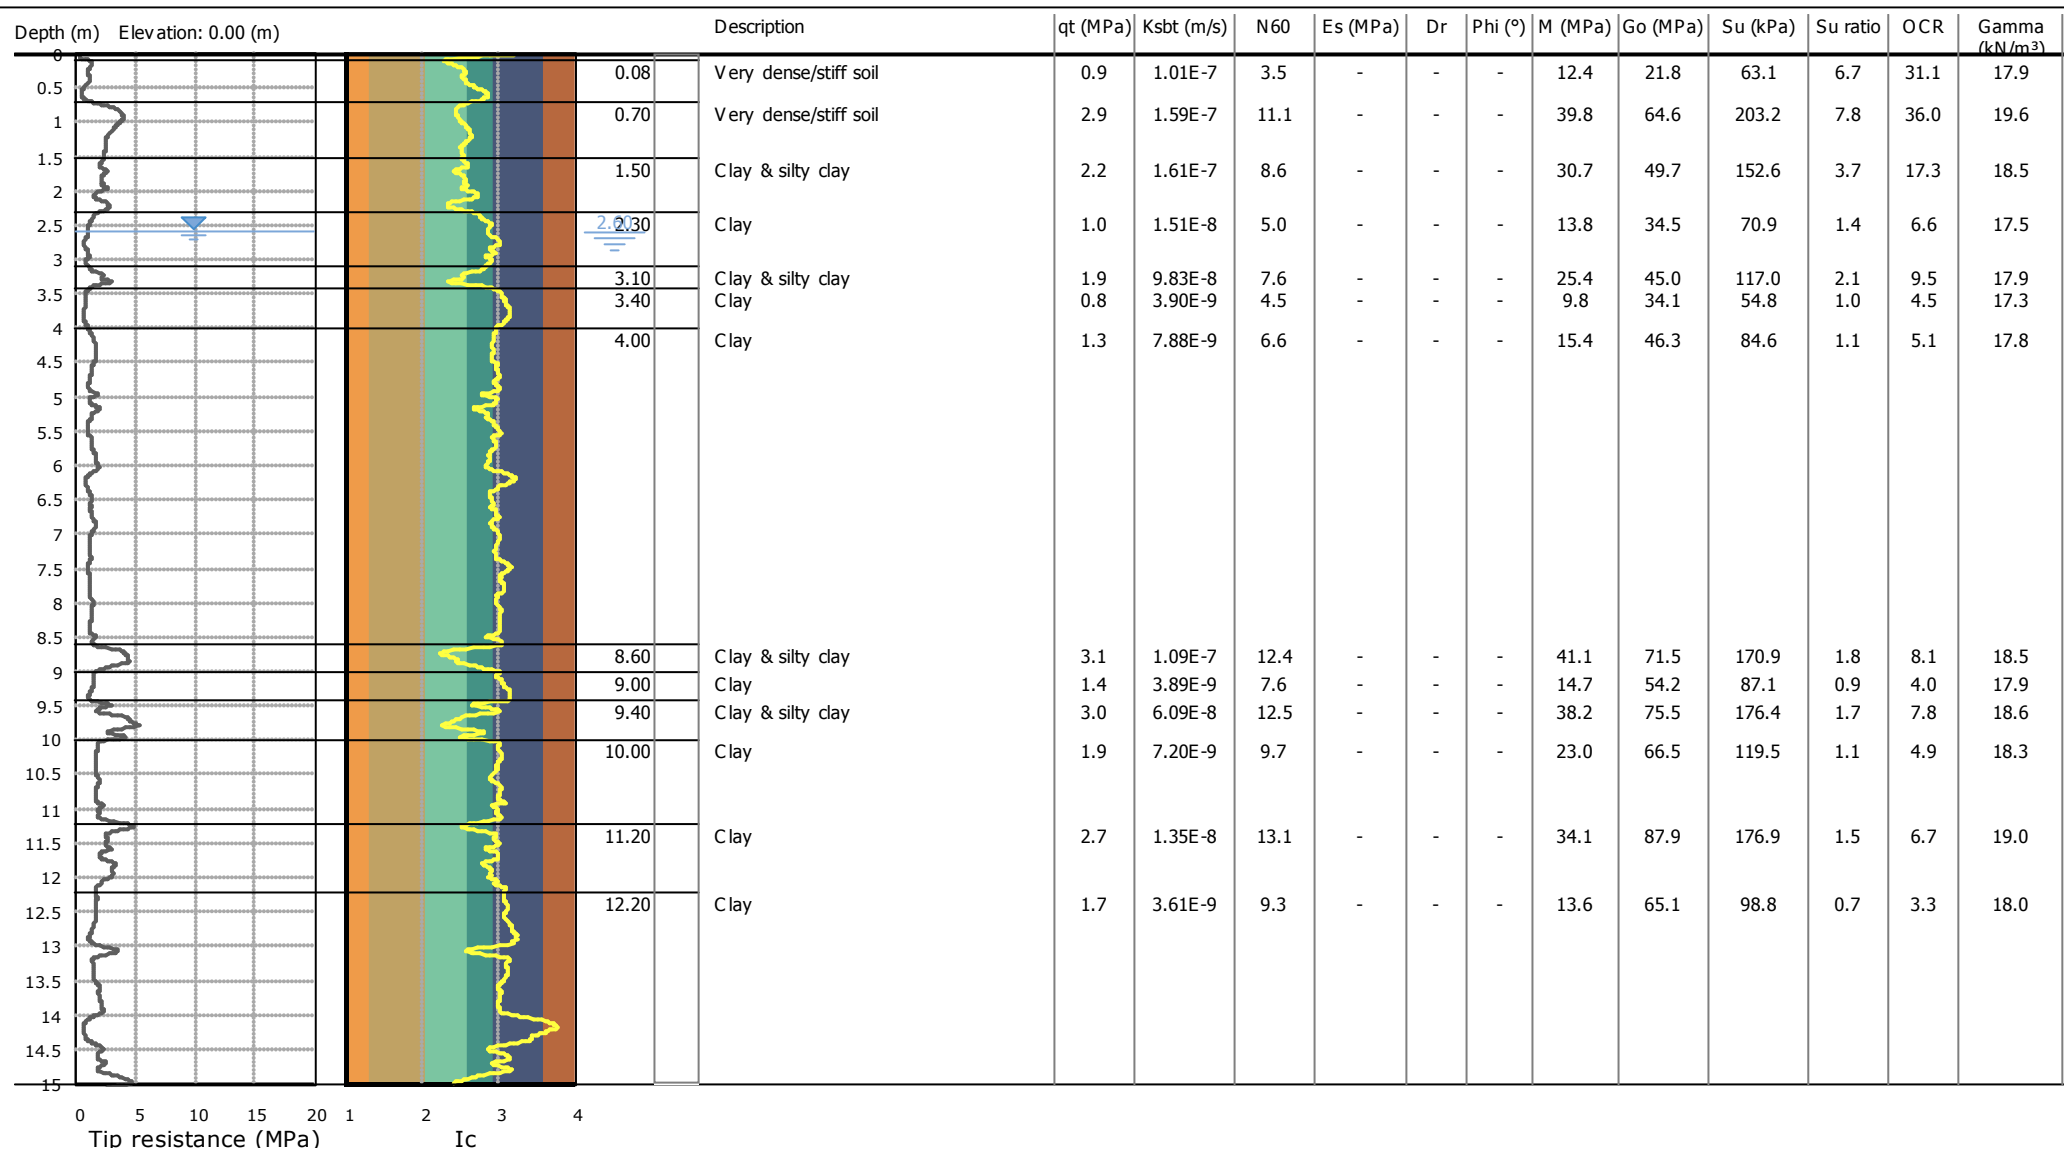 Depth (m) Elevation: 0.00 (m) Description qt (MPa) Ksbt (m/s) N60 Es (MPa) Dr Phi (°) M (MPa) Go (MPa) Su (kPa) Su ratio OCR Gamma (kN/m³)
0
0.08 Very dense/stiff soil 0.9 1.01E-7 3.5 - - - 12.4 21.8 63.1 6.7 31.1 17.9
0.5
0.70 Very dense/stiff soil 2.9 1.59E-7 11.1 - - - 39.8 64.6 203.2 7.8 36.0 19.6
1
1.5
1.50 Clay & silty clay 2.2 1.61E-7 8.6 - - - 30.7 49.7 152.6 3.7 17.3 18.5
2
2.60
2.30 Clay 1.0 1.51E-8 5.0 - - - 13.8 34.5 70.9 1.4 6.6 17.5
2.5
3
3.10 Clay & silty clay 1.9 9.83E-8 7.6 - - - 25.4 45.0 117.0 2.1 9.5 17.9
3.5
3.40 Clay 0.8 3.90E-9 4.5 - - - 9.8 34.1 54.8 1.0 4.5 17.3
4
4.00 Clay 1.3 7.88E-9 6.6 - - - 15.4 46.3 84.6 1.1 5.1 17.8
4.5
5
5.5
6
6.5
7
7.5
8
8.5
8.60 Clay & silty clay 3.1 1.09E-7 12.4 - - - 41.1 71.5 170.9 1.8 8.1 18.5
9
9.00 Clay 1.4 3.89E-9 7.6 - - - 14.7 54.2 87.1 0.9 4.0 17.9
9.5
9.40 Clay & silty clay 3.0 6.09E-8 12.5 - - - 38.2 75.5 176.4 1.7 7.8 18.6
10
10.00 Clay 1.9 7.20E-9 9.7 - - - 23.0 66.5 119.5 1.1 4.9 18.3
10.5
11
11.20 Clay 2.7 1.35E-8 13.1 - - - 34.1 87.9 176.9 1.5 6.7 19.0
11.5
12
12.20 Clay 1.7 3.61E-9 9.3 - - - 13.6 65.1 98.8 0.7 3.3 18.0
12.5
13
13.5
14
14.5
15
0 5 10 15 20 1 2 3 4
Tip resistance (MPa) Ic